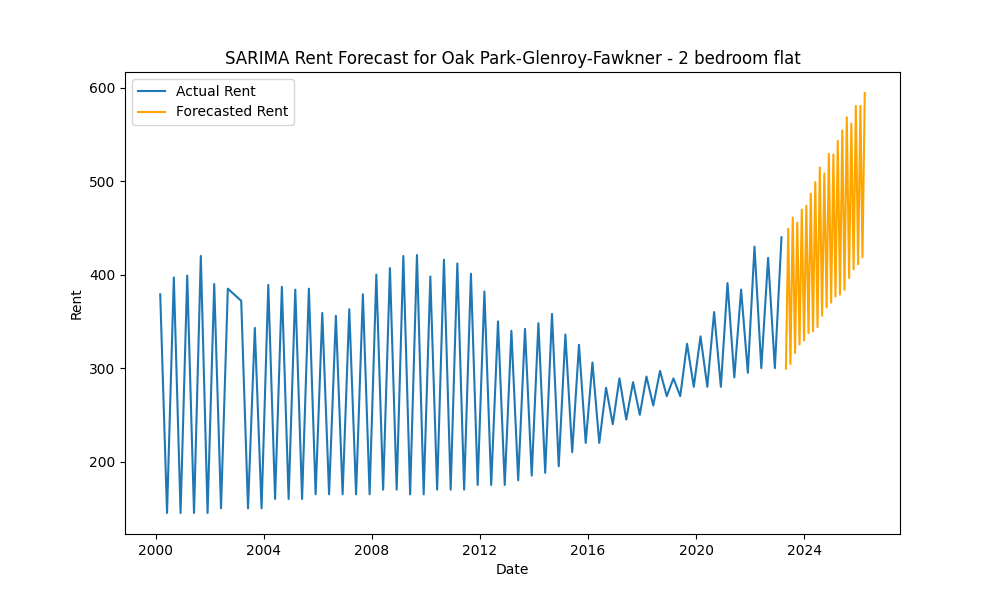 SARIMA Rent Forecast for Oak Park-Glenroy-Fawkner - 2 bedroom flat
Actual Rent
Forecasted Rent
600
500
400
300
200
Rent
2000 2004 2008 2012 2016 2020 2024
Date